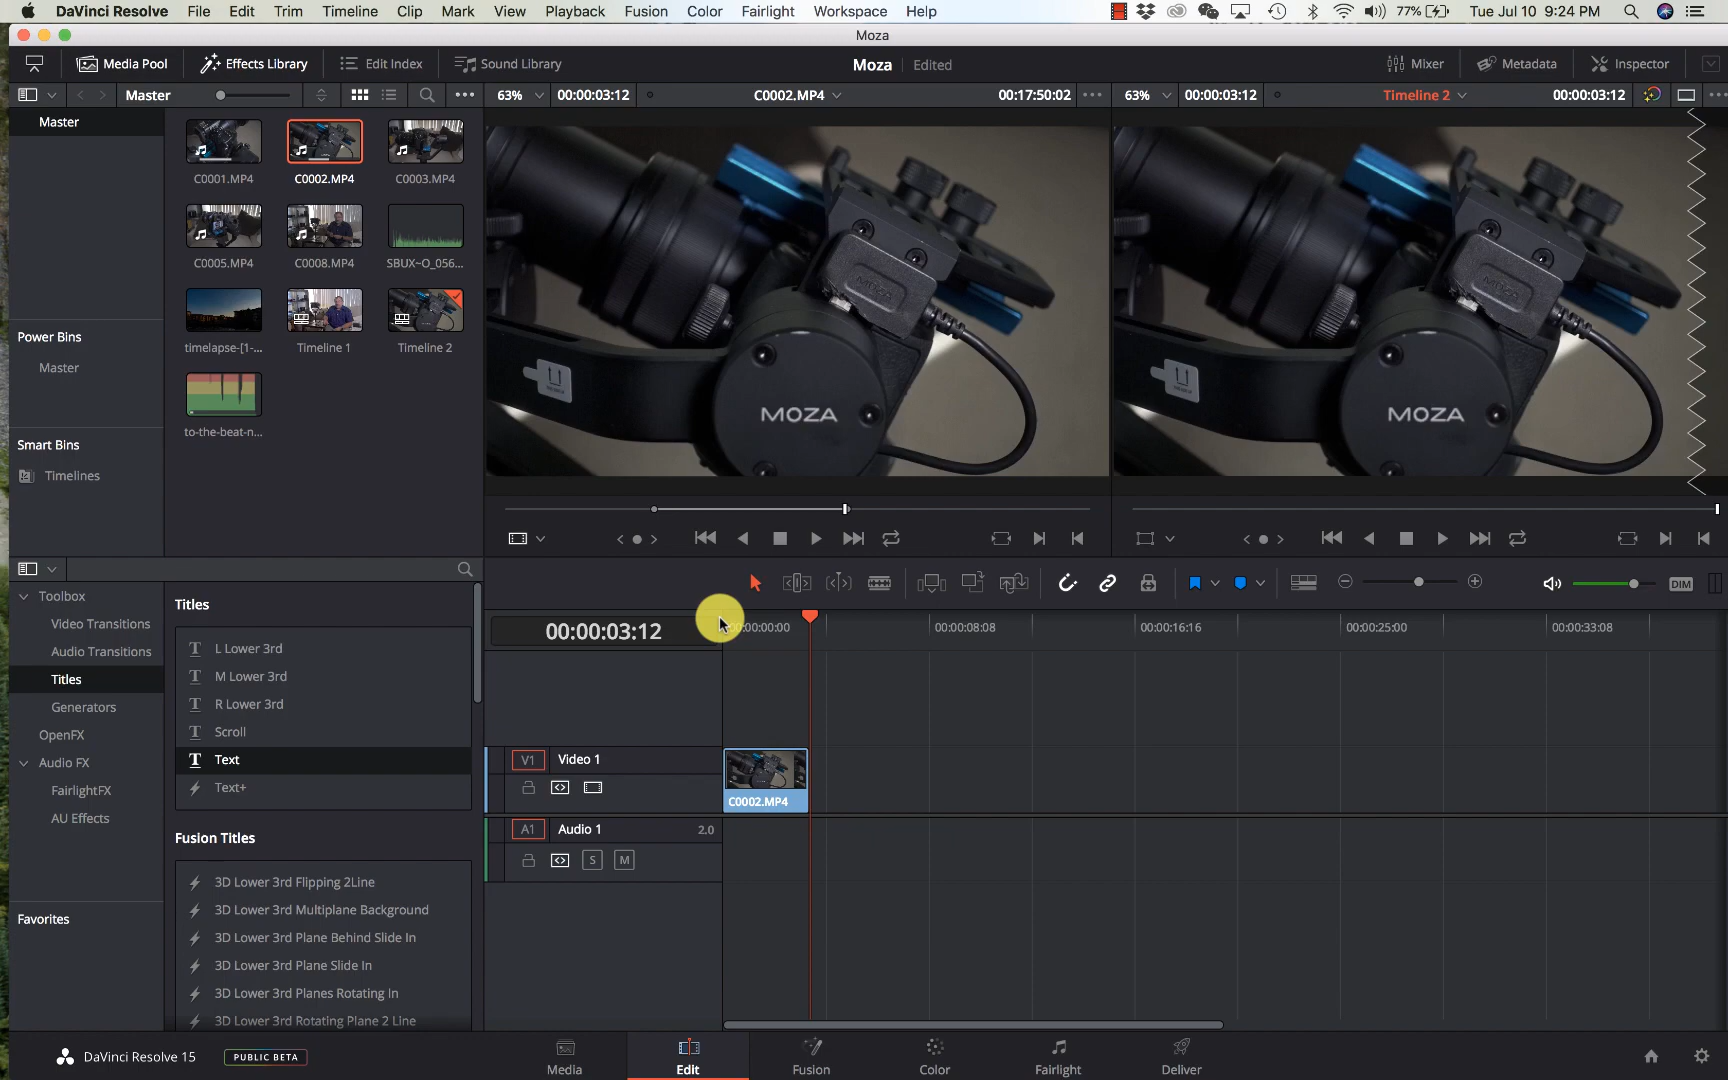 DaVinci Resolve File Edit Trim Timeline Clip Mark View Playback Fusion Color Fairlight Workspace Help 77% Tue Jul 10 9:24 PM
Moza
Media Pool Effects Library Edit Index Sound Library Moza Edited Mixer Metadata Inspector
Master 63% 00:00:03:12 C0002.MP4 00:17:50:02 63% 00:00:03:12 Timeline 2 00:00:03:12
Master
C0001.MP4 C0002.MP4 C0003.MP4
C0005.MP4 C0008.MP4 SBUX~O_056...
Power Bins
timelapse-[1-... Timeline 1 Timeline 2
Master
MOZA MOZA
to-the-beat-n...
Smart Bins
Timelines
Toolbox
Video Transitions
Audio Transitions
Titles
Generators
OpenFX
Audio FX
FairlightFX
AU Effects
Favorites
Titles
L Lower 3rd
M Lower 3rd
R Lower 3rd
Scroll
Text
Text+
Fusion Titles
3D Lower 3rd Flipping 2Line
3D Lower 3rd Multiplane Background
3D Lower 3rd Plane Behind Slide In
3D Lower 3rd Plane Slide In
3D Lower 3rd Planes Rotating In
3D Lower 3rd Rotating Plane 2 Line
DIM
00:00:03:12 00:00:00 00:00:08:08 00:00:16:16 00:00:25:00 00:00:33:08
V1 Video 1
C0002.MP4
A1 Audio 1 2.0
S M
DaVinci Resolve 15 PUBLIC BETA
Media Edit Fusion Color Fairlight Deliver